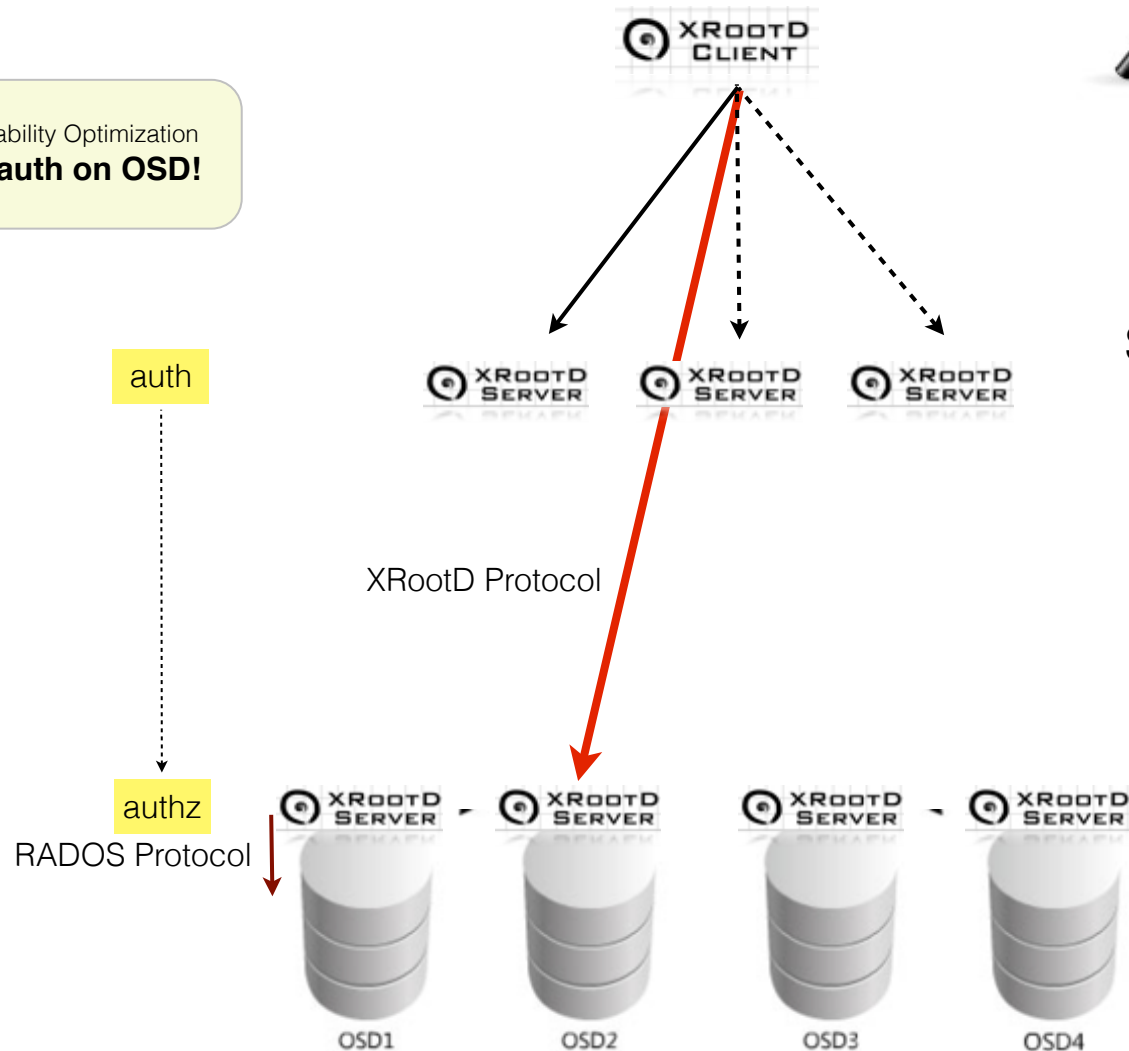 XROOTD
CLIENT
ability Optimization
auth on OSD!
auth
XROOTD
SERVER
XROOTD
SERVER
XROOTD
SERVER
XRootD Protocol
authz
RADOS Protocol
XROOTD
SERVER
XROOTD
SERVER
XROOTD
SERVER
XROOTD
SERVER
OSD1
OSD2
OSD3
OSD4